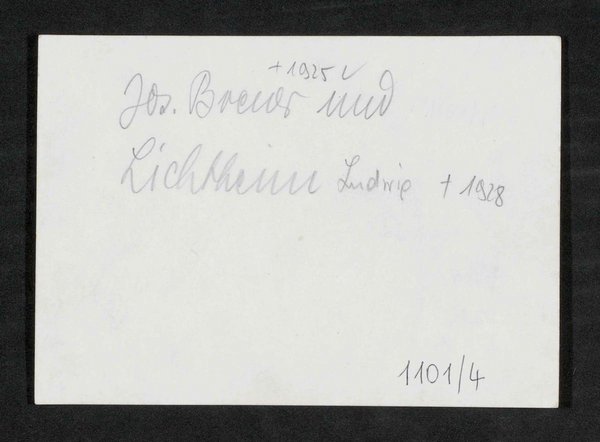 + 1925 ✓
Jos. Breuer und
Lichtheim Ludwig + 1928
1101/4